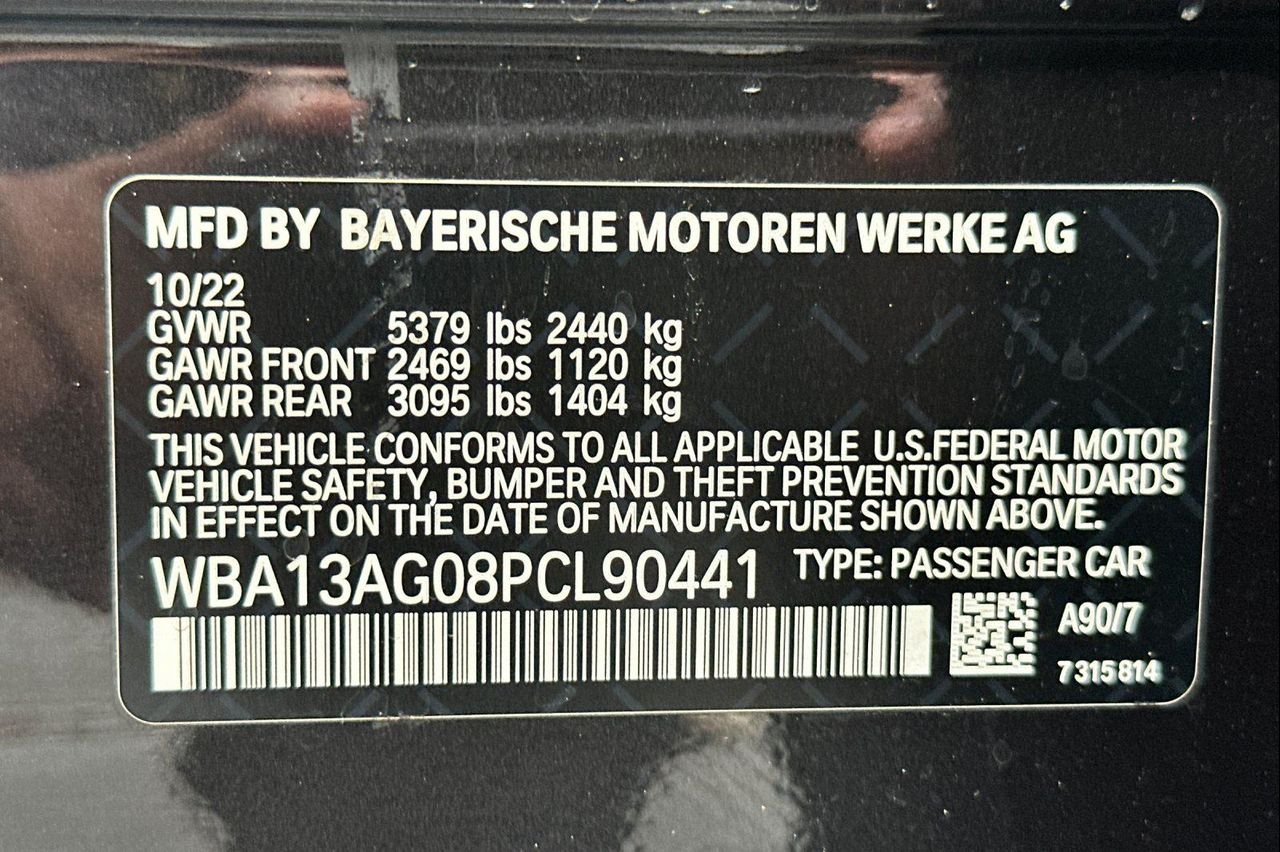 MFD BY BAYERISCHE MOTOREN WERKE AG
10/22
GVWR 5379 lbs 2440 kg
GAWR FRONT 2469 lbs 1120 kg
GAWR REAR 3095 lbs 1404 kg
THIS VEHICLE CONFORMS TO ALL APPLICABLE U.S.FEDERAL MOTOR
VEHICLE SAFETY, BUMPER AND THEFT PREVENTION STANDARDS
IN EFFECT ON THE DATE OF MANUFACTURE SHOWN ABOVE.
WBA13AG08PCL90441 TYPE: PASSENGER CAR
A90/7
7315814